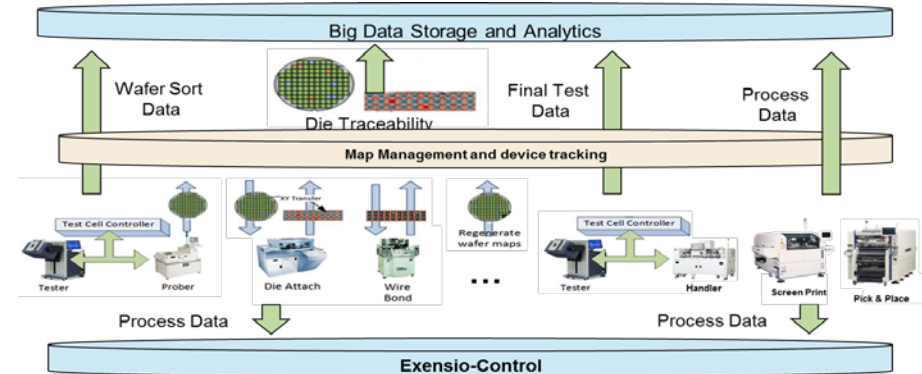 Big Data Storage and Analytics
Wafer Sort
Data
Die Traceability
Final Test
Data
Process
Data
Map Management and device tracking
Test Cell Controller
Tester
Prober
XY Transfer
Die Attach
Wire
Bond
Regenerate
wafer maps
...
Test Cell Controller
Tester
Handler
Screen Print
Pick & Place
Process Data
Process Data
Exensio-Control